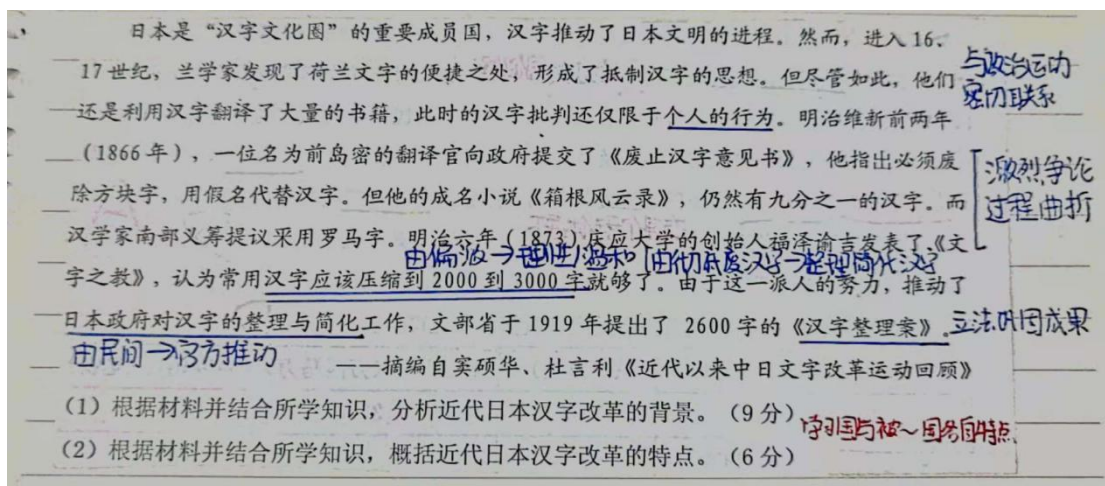 日本是“汉字文化圈”的重要成员国，汉字推动了日本文明的进程。然而，进入16、
17世纪，兰学家发现了荷兰文字的便捷之处，形成了抵制汉字的思想。但尽管如此，他们
与政治运动
密切联系
还是利用汉字翻译了大量的书籍，此时的汉字批判还仅限于个人的行为。明治维新前两年
（1866年），一位名为前岛密的翻译官向政府提交了《废止汉字意见书》，他指出必须废
除方块字，用假名代替汉字。但他的成名小说《箱根风云录》，仍然有九分之一的汉字。而
激烈争论
过程曲折
汉学家南部义筹提议采用罗马字。明治六年（1873）庆应大学的创始人福泽谕吉发表了《文
由偏激→理性/温和 由彻底废汉字→整理简化汉字
字之教》，认为常用汉字应该压缩到2000到3000字就够了。由于这一派人的努力，推动了
日本政府对汉字的整理与简化工作，文部省于1919年提出了 2600字的《汉字整理案》。
立法巩固成果
由民间→官方推动
——摘编自窦硕华、杜言利《近代以来中日文字改革运动回顾》
（1）根据材料并结合所学知识，分析近代日本汉字改革的背景。（9分）
学习国与被～国各自特点
（2）根据材料并结合所学知识，概括近代日本汉字改革的特点。（6分）